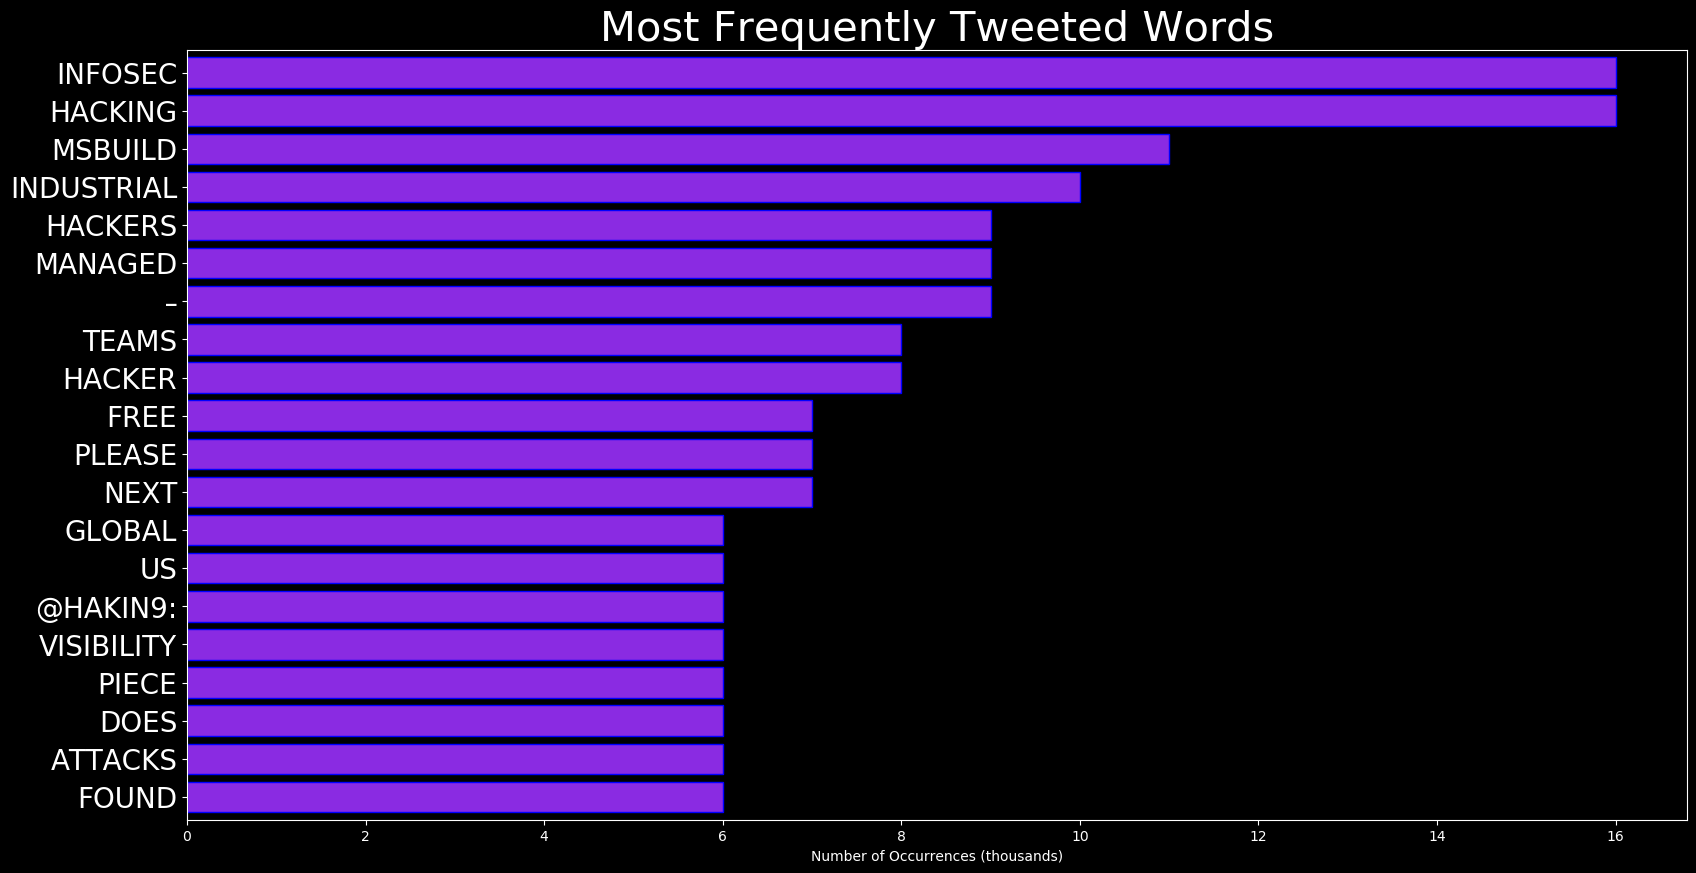 Most Frequently Tweeted Words
INFOSEC
HACKING
MSBUILD
INDUSTRIAL
HACKERS
MANAGED
–
TEAMS
HACKER
FREE
PLEASE
NEXT
GLOBAL
US
@HAKIN9:
VISIBILITY
PIECE
DOES
ATTACKS
FOUND
0 2 4 6 8 10 12 14 16
Number of Occurrences (thousands)